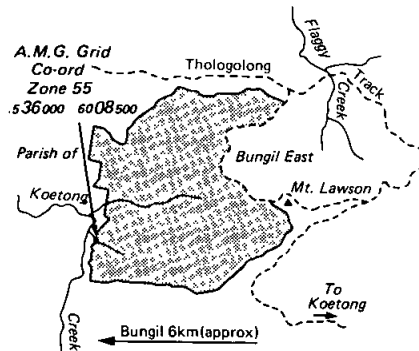 A.M.G. Grid
Co-ord
Zone 55
536000 6008500
Parish of
Koetong
Creek
Thologolong
Track
Flaggy
Creek
Bungil East
Mt. Lawson
To
Koetong
Bungil 6km(approx)